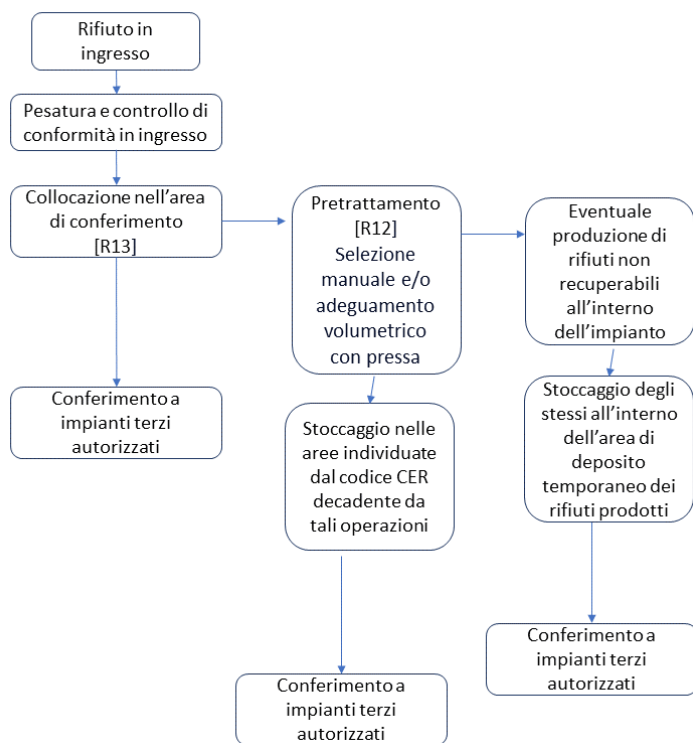 Rifiuto in
ingresso
Pesatura e controllo di
conformità in ingresso
Collocazione nell'area
di conferimento
[R13]
Conferimento a
impianti terzi
autorizzati
Pretrattamento
[R12]
Selezione
manuale e/o
adeguamento
volumetrico
con pressa
Stoccaggio nelle
aree individuate
dal codice CER
decadente da
tali operazioni
Conferimento a
impianti terzi
autorizzati
Eventuale
produzione di
rifiuti non
recuperabili
all'interno
dell'impianto
Stoccaggio degli
stessi all'interno
dell'area di
deposito
temporaneo dei
rifiuti prodotti
Conferimento a
impianti terzi
autorizzati